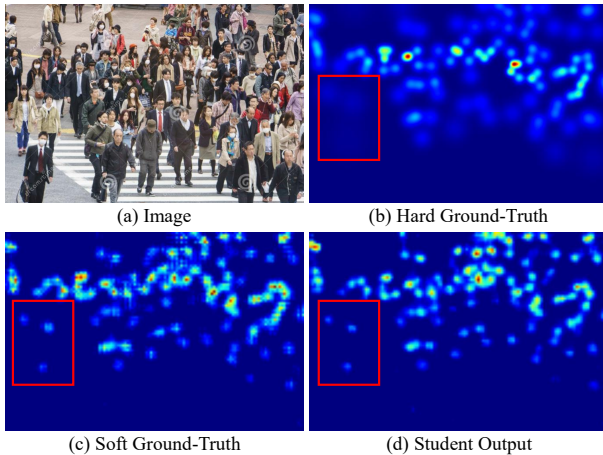 (a) Image
(b) Hard Ground-Truth
(c) Soft Ground-Truth
(d) Student Output